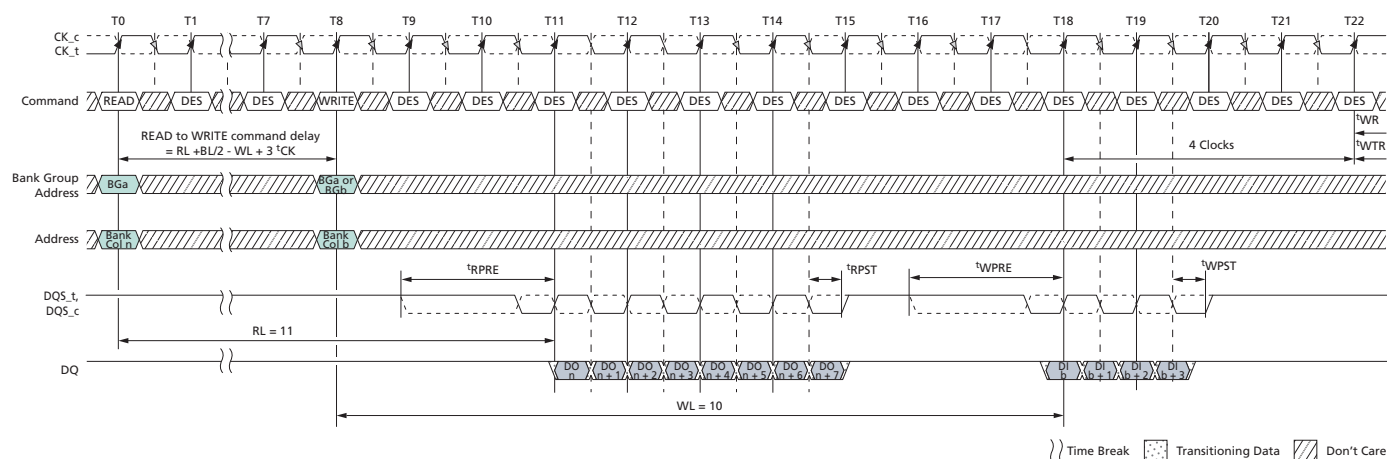 T0 T1 T7 T8 T9 T10 T11 T12 T13 T14 T15 T16 T17 T18 T19 T20 T21 T22
CK_c
CK_t
Command READ DES DES WRITE DES DES DES DES DES DES DES DES DES DES DES DES DES DES
tWR
READ to WRITE command delay
= RL +BL/2 - WL + 3 tCK
4 Clocks tWTR
Bank Group
Address
BGa
BGa or
BGb
Address
Bank
Col n
Bank
Col b
tRPRE tRPST tWPRE tWPST
DQS_t,
DQS_c
RL = 11
DQ
DO
n
DO
n + 1
DO
n + 2
DO
n + 3
DO
n + 4
DO
n + 5
DO
n + 6
DO
n + 7
DI
b
DI
b + 1
DI
b + 2
DI
b + 3
WL = 10
Time Break Transitioning Data Don't Care